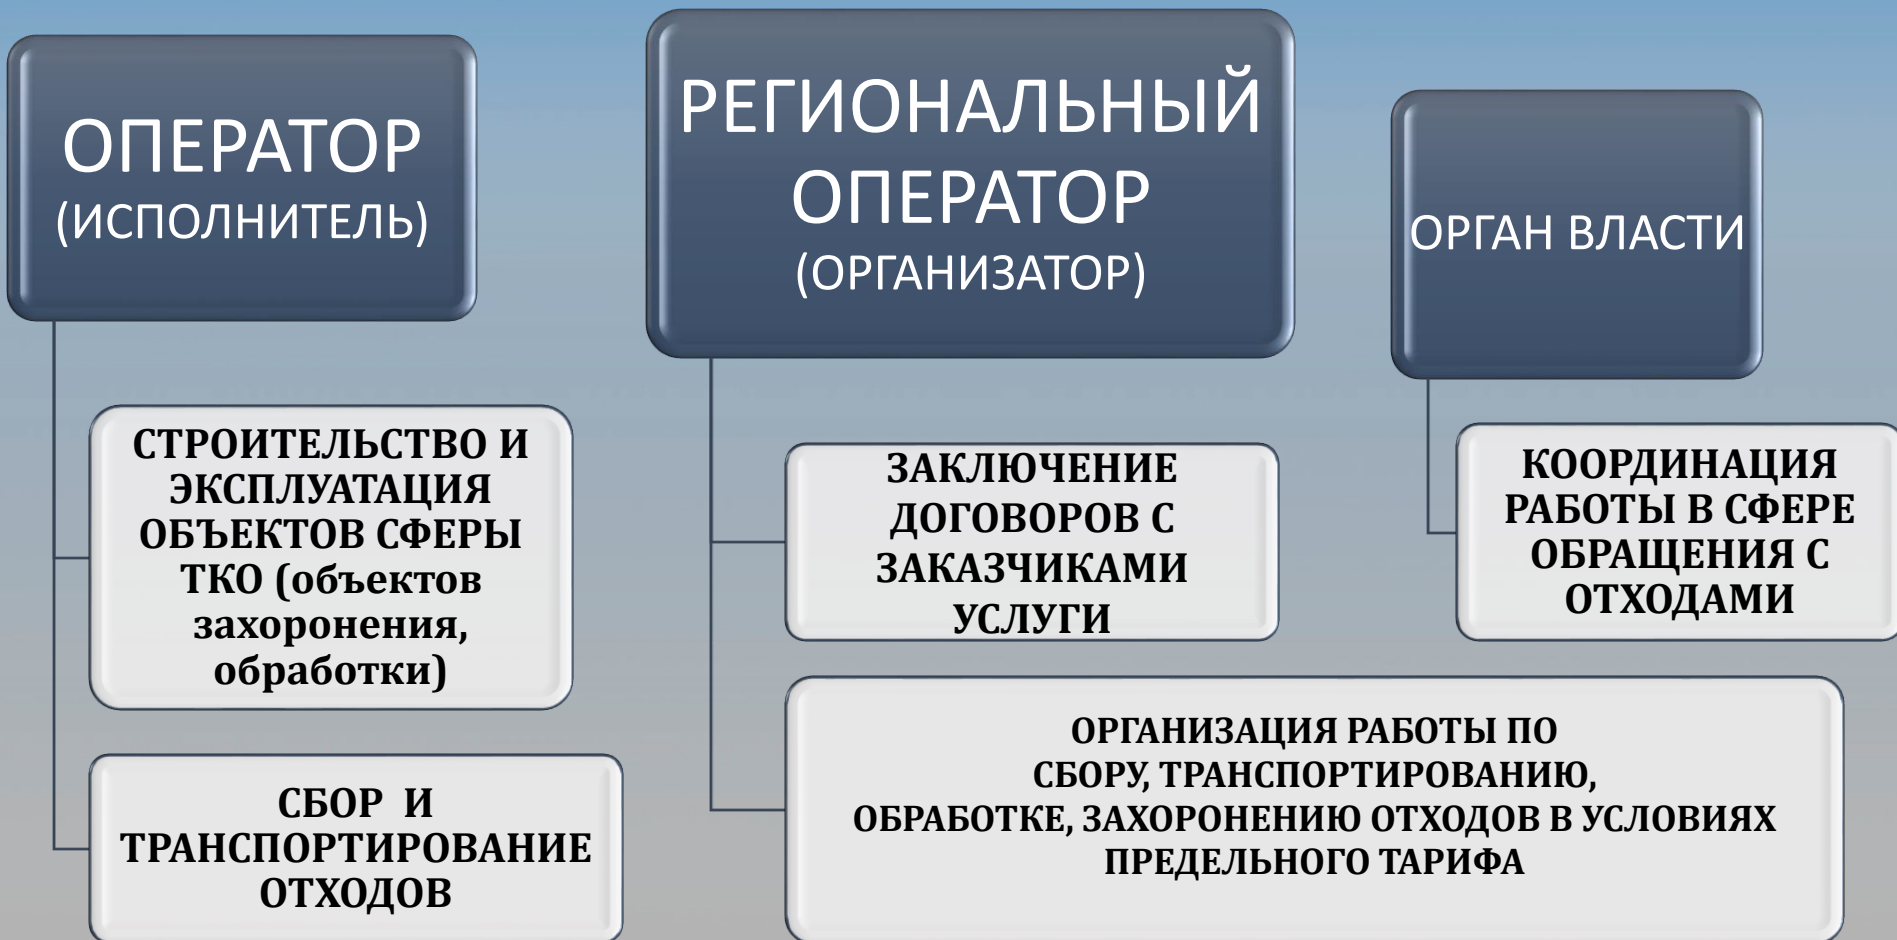 ОПЕРАТОР
(ИСПОЛНИТЕЛЬ)
СТРОИТЕЛЬСТВО И
ЭКСПЛУАТАЦИЯ
ОБЪЕКТОВ СФЕРЫ
ТКО (объектов
захоронения,
обработки)
СБОР И
ТРАНСПОРТИРОВАНИЕ
ОТХОДОВ
РЕГИОНАЛЬНЫЙ
ОПЕРАТОР
(ОРГАНИЗАТОР)
ЗАКЛЮЧЕНИЕ
ДОГОВОРОВ С
ЗАКАЗЧИКАМИ
УСЛУГИ
ОРГАНИЗАЦИЯ РАБОТЫ ПО
СБОРУ, ТРАНСПОРТИРОВАНИЮ,
ОБРАБОТКЕ, ЗАХОРОНЕНИЮ ОТХОДОВ В УСЛОВИЯХ
ПРЕДЕЛЬНОГО ТАРИФА
ОРГАН ВЛАСТИ
КООРДИНАЦИЯ
РАБОТЫ В СФЕРЕ
ОБРАЩЕНИЯ С
ОТХОДАМИ